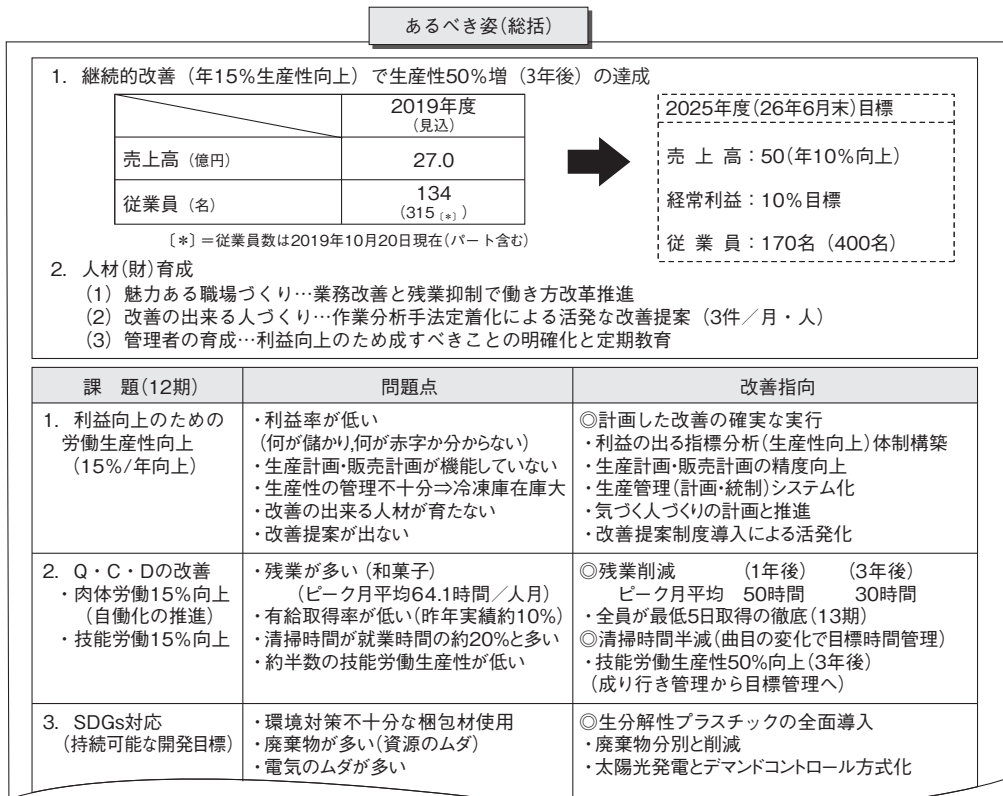 あるべき姿(総括)
1. 継続的改善(年15%生産性向上)で生産性50%増(3年後)の達成
2019年度
(見込)
売上高(億円) 27.0
従業員(名) 134
(315〔*〕)
〔*〕=従業員数は2019年10月20日現在(パート含む)
2025年度(26年6月末)目標
売上高:50(年10%向上)
経常利益:10%目標
従業員:170名(400名)
2. 人材(財)育成
(1)魅力ある職場づくり…業務改善と残業抑制で働き方改革推進
(2)改善の出来る人づくり…作業分析手法定着化による活発な改善提案(3件/月・人)
(3)管理者の育成…利益向上のため成すべきことの明確化と定期教育
課 題(12期) 問題点 改善指向
1. 利益向上のための
労働生産性向上
(15%/年向上)
・利益率が低い
(何が儲かり,何が赤字か分からない)
・生産計画・販売計画が機能していない
・生産性の管理不十分⇒冷凍庫在庫大
・改善の出来る人材が育たない
・改善提案が出ない
◎計画した改善の確実な実行
・利益の出る指標分析(生産性向上)体制構築
・生産計画・販売計画の精度向上
・生産管理(計画・統制)システム化
・気づく人づくりの計画と推進
・改善提案制度導入による活発化
2. Q・C・Dの改善
・肉体労働15%向上
(自働化の推進)
・技能労働15%向上
・残業が多い(和菓子)
(ピーク月平均64.1時間/人月)
・有給取得率が低い(昨年実績約10%)
・清掃時間が就業時間の約20%と多い
・約半数の技能労働生産性が低い
◎残業削減 (1年後) (3年後)
ピーク月平均 50時間 30時間
・全員が最低5日取得の徹底(13期)
◎清掃時間半減(曲目の変化で目標時間管理)
・技能労働生産性50%向上(3年後)
(成り行き管理から目標管理へ)
3. SDGs対応
(持続可能な開発目標)
・環境対策不十分な梱包材使用
・廃棄物が多い(資源のムダ)
・電気のムダが多い
◎生分解性プラスチックの全面導入
・廃棄物分別と削減
・太陽光発電とデマンドコントロール方式化